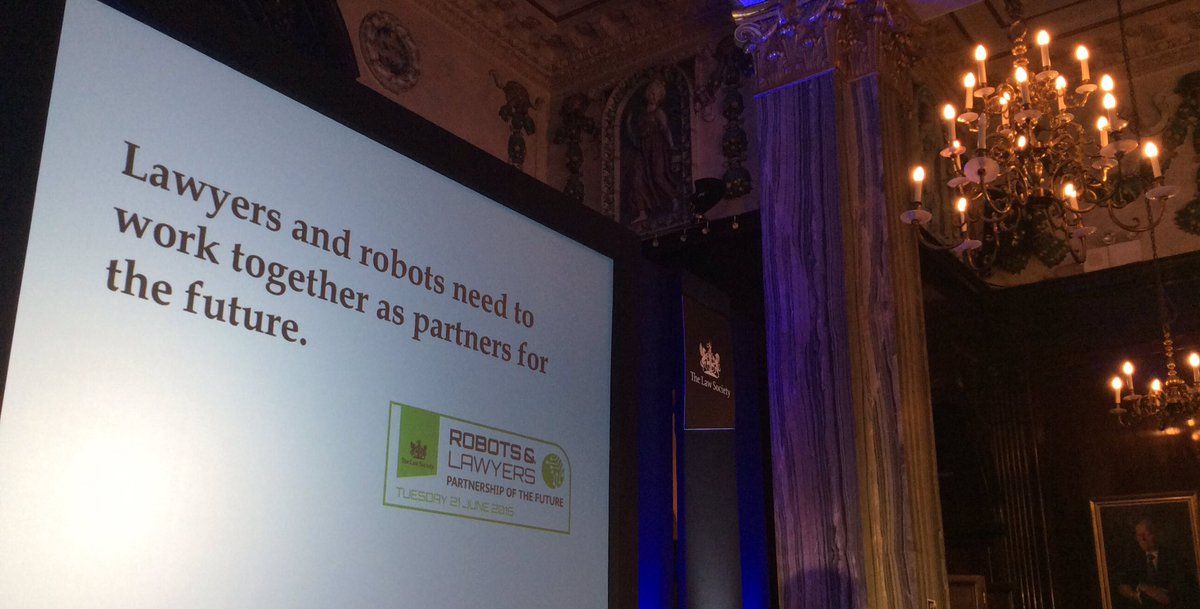 Lawyers and robots need to
work together as partners for
the future.
The Law Society
ROBOTS &
LAWYERS
PARTNERSHIP OF THE FUTURE
TUESDAY 21 JUNE 2016
The Law Society